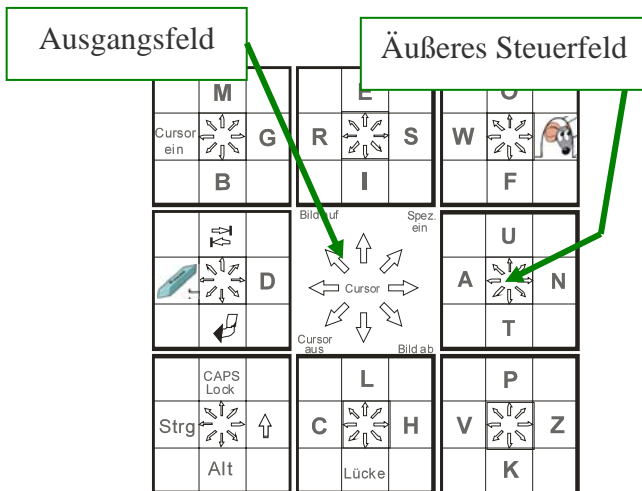 Ausgangsfeld
Äußeres Steuerfeld
M E O
Cursor ein G R S W
B I F
Bild auf Spez. ein
U
D Cursor A N
T
Cursor aus Bild ab
CAPS Lock L P
Strg C H V Z
Alt Lücke K